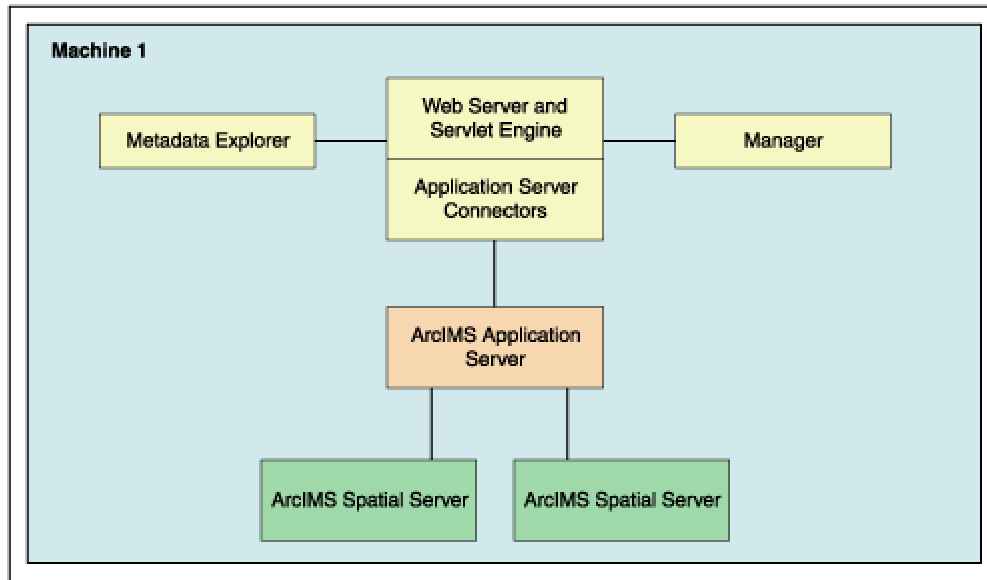 Machine 1
Web Server and
Servlet Engine
Metadada Explorer
Manager
Application Server
Connectors
ArcIMS Application
Server
ArcIMS Spatial Server
ArcIMS Spatial Server